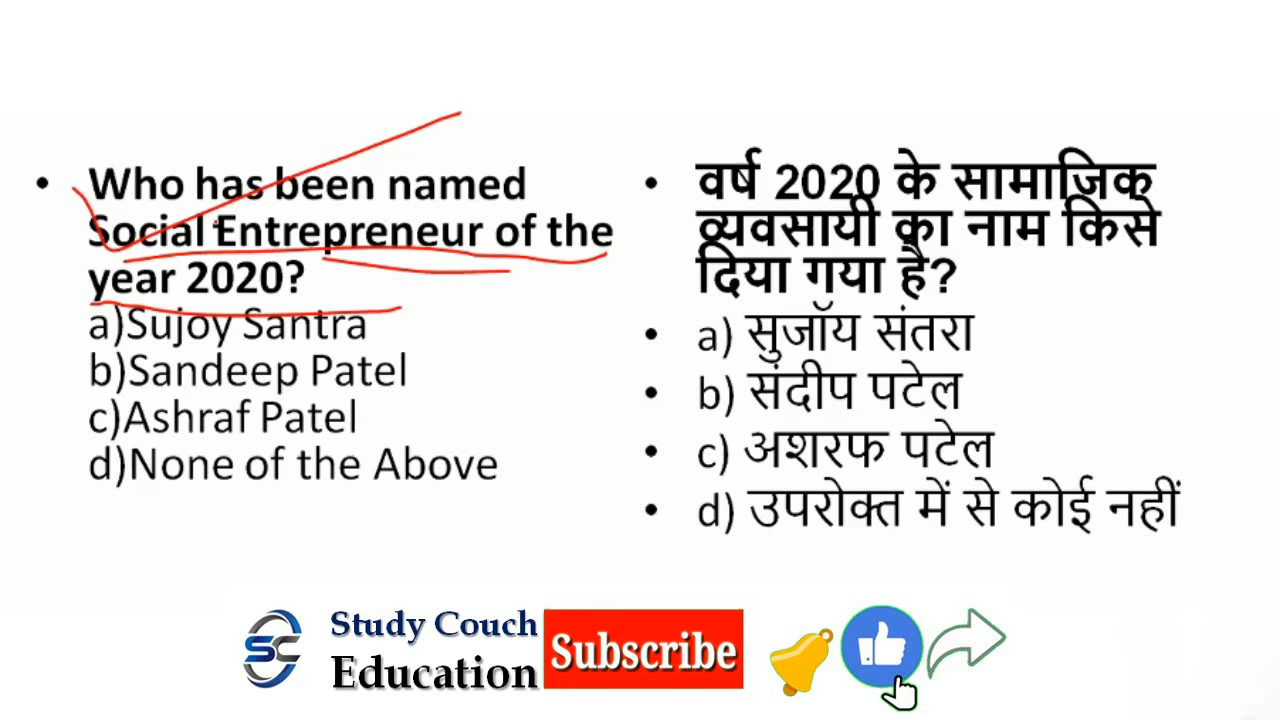 • Who has been named
Social Entrepreneur of the
year 2020?
a)Sujoy Santra
b)Sandeep Patel
c)Ashraf Patel
d)None of the Above
• वर्ष 2020 के सामाजिक
व्यवसायी का नाम किसे
दिया गया है?
• a) सुजॉय संतरा
• b) संदीप पटेल
• c) अशरफ पटेल
• d) उपरोक्त में से कोई नहीं
SC
Study Couch
Education
Subscribe